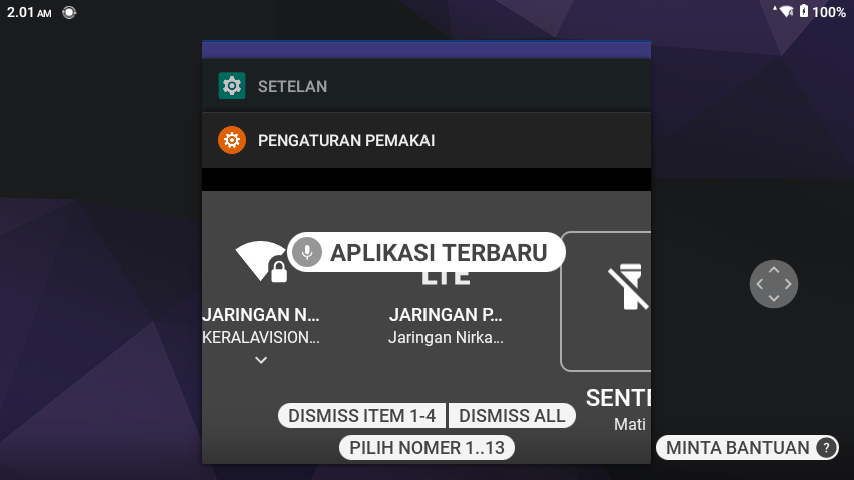 2.01 AM
100%
SETELAN
PENGATURAN PEMAKAI
APLIKASI TERBARU
LTE
JARINGAN N...
JARINGAN P...
KERALAVISION...
Jaringan Nirka...
SENTE
Mati
DISMISS ITEM 1-4
DISMISS ALL
PILIH NOMER 1..13
MINTA BANTUAN ?